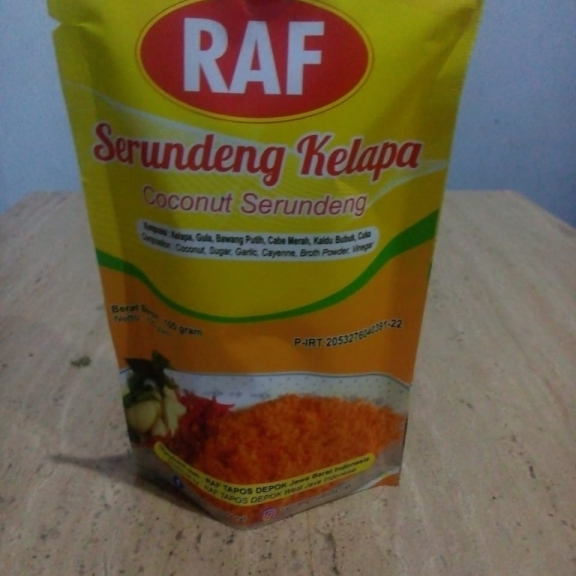 RAF
Serundeng Kelapa
Coconut Serundeng
Komposisi : Kelapa, Gula, Bawang Putih, Cabe Merah, Kaldu Bubuk, Cuka
Composition : Coconut, Sugar, Garlic, Cayenne, Broth Powder, Vinegar
Berat 100 gram
Netto
P-IRT 2053276040391-22
RAF TAPOS DEPOK Jawa Barat Indonesia
RAF TAPOS DEPOK West Java Indonesia